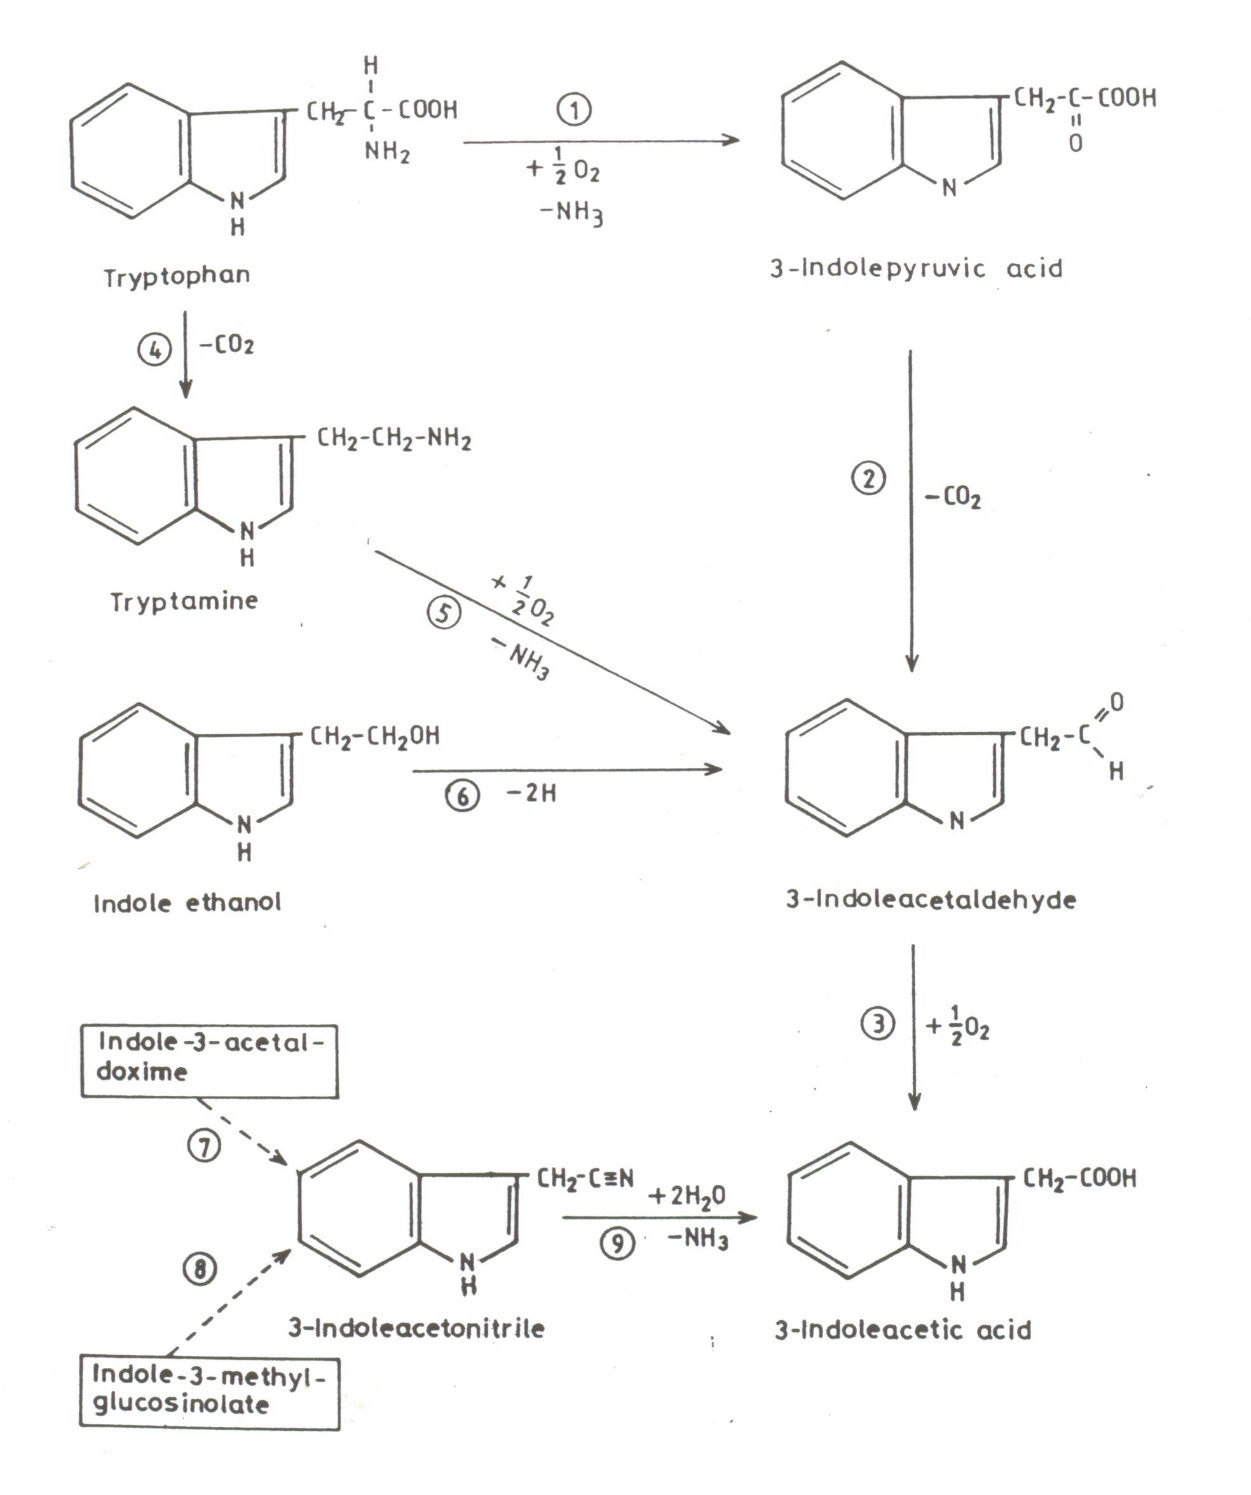 H
CH2-C-COOH
NH2
N
H
Tryptophan
1
+ 1/2 O2
-NH3
CH2-C-COOH
O
N
3-Indolepyruvic acid
4
-CO2
CH2-CH2-NH2
N
H
Tryptamine
2
-CO2
+ 1/2 O2
5
- NH3
CH2-CH2OH
N
H
Indole ethanol
6
-2H
O
CH2-C
H
N
3-Indoleacetaldehyde
3
+ 1/2 O2
Indole-3-acetal-
doxime
7
8
Indole-3-methyl-
glucosinolate
CH2-C≡N
N
H
3-Indoleacetonitrile
+2H2O
9
-NH3
CH2-COOH
N
H
3-Indoleacetic acid